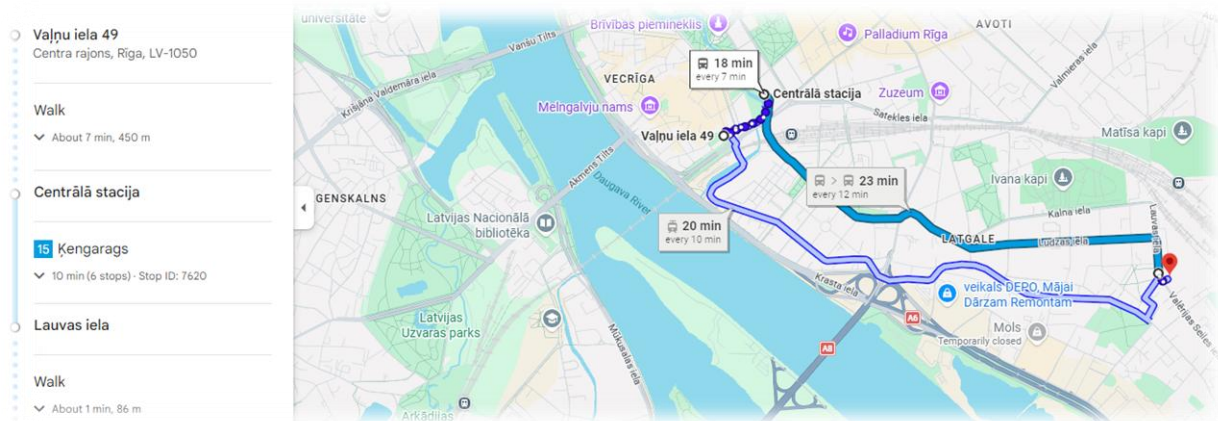 Vaļņu iela 49
Centra rajons, Rīga, LV-1050
Walk
About 7 min, 450 m
Centrālā stacija
15 Ķengarags
10 min (6 stops) · Stop ID: 7620
Lauvas iela
Walk
About 1 min, 86 m
universitāte
Vanšu Tilts
Krišjāņa Valdemāra iela
Brīvības piemineklis
AVOTI
Palladium Rīga
Valmieras iela
VECRĪGA
18 min
every 7 min
Centrālā stacija
Zuzeum
Melngalvju nams
Satekles iela
Vaļņu iela 49
Matīsa kapi
Akmens Tilts
Daugava River
23 min
every 12 min
Ivana kapi
GENSKALNS
Latvijas Nacionālā
bibliotēka
20 min
every 10 min
Kalna iela
Lauvas iela
LATGALE
Ludzas iela
Krasta iela
veikals DEPO, Mājai
Dārzam Remontam
Valērijas Seiles
Latvijas
Uzvaras parks
A6
Mols
Temporarily closed
A8
Mūkusalas iela
Arkādijas